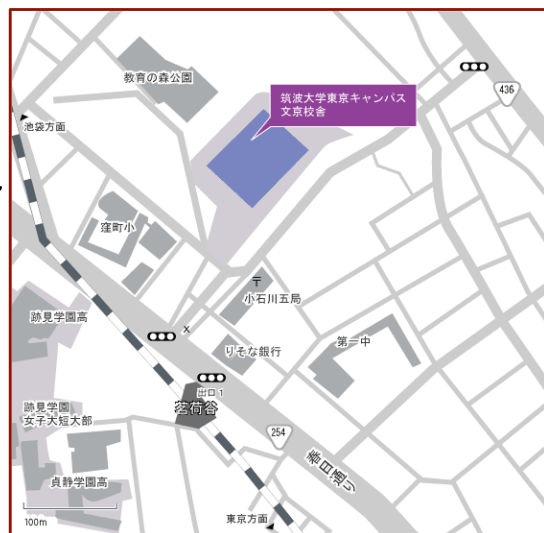 教育の森公園
筑波大学東京キャンパス
文京校舎
436
池袋方面
窪町小
〒
小石川五局
跡見学園高
x
りそな銀行
第一中
出口1
茗荷谷
跡見学園
女子大短大部
254
春日通り
貞静学園高
100m
東京方面